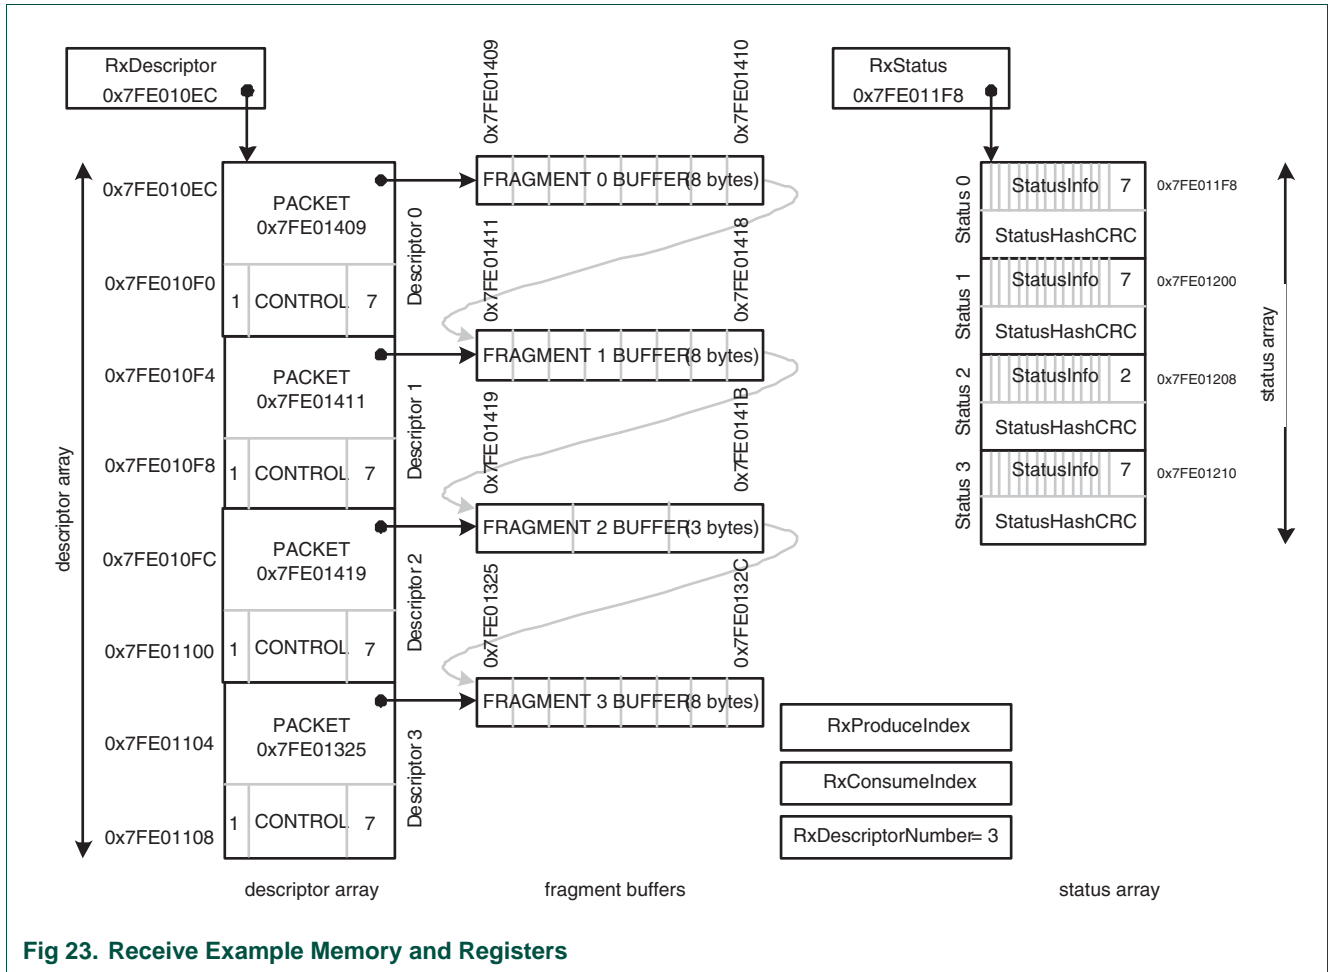 RxDescriptor
0x7FE010EC
RxStatus
0x7FE011F8
0x7FE01409
0x7FE01410
descriptor array
0x7FE010EC
PACKET
0x7FE01409
0x7FE010F0
1 CONTROL 7
Descriptor 0
0x7FE010F4
PACKET
0x7FE01411
0x7FE010F8
1 CONTROL 7
Descriptor 1
0x7FE010FC
PACKET
0x7FE01419
0x7FE01100
1 CONTROL 7
Descriptor 2
0x7FE01104
PACKET
0x7FE01325
0x7FE01108
1 CONTROL 7
Descriptor 3
FRAGMENT 0 BUFFER(8 bytes)
0x7FE01411
0x7FE01418
FRAGMENT 1 BUFFER(8 bytes)
0x7FE01419
0x7FE0141B
FRAGMENT 2 BUFFER(3 bytes)
0x7FE01325
0x7FE0132C
FRAGMENT 3 BUFFER(8 bytes)
Status 0
StatusInfo 7
0x7FE011F8
StatusHashCRC
Status 1
StatusInfo 7
0x7FE01200
StatusHashCRC
Status 2
StatusInfo 2
0x7FE01208
StatusHashCRC
Status 3
StatusInfo 7
0x7FE01210
StatusHashCRC
status array
RxProduceIndex
RxConsumeIndex
RxDescriptorNumber= 3
descriptor array
fragment buffers
status array
Fig 23. Receive Example Memory and Registers